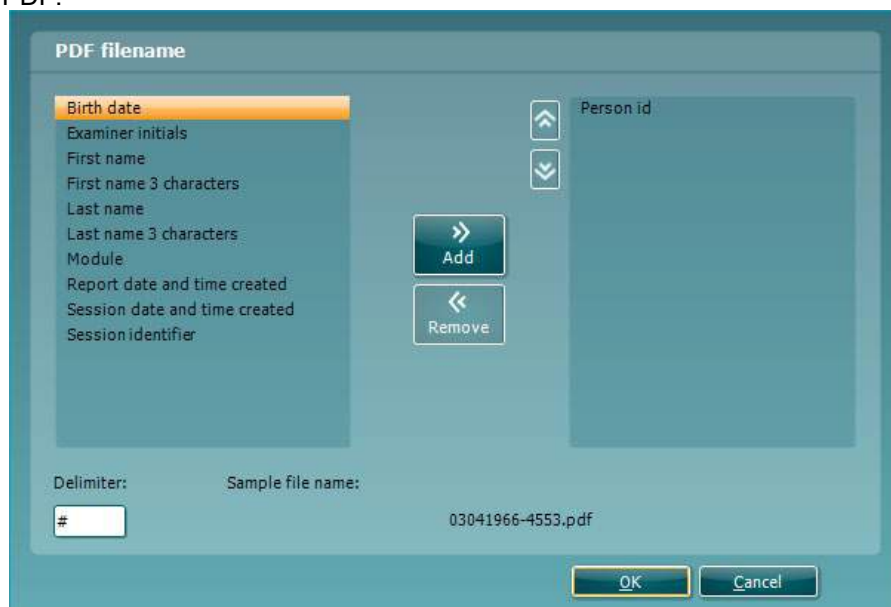 PDF filename
Birth date
Examiner initials
First name
First name 3 characters
Last name
Last name 3 characters
Module
Report date and time created
Session date and time created
Session identifier
Add
Remove
Person id
Delimiter:
Sample file name:
#
03041966-4553.pdf
OK
Cancel